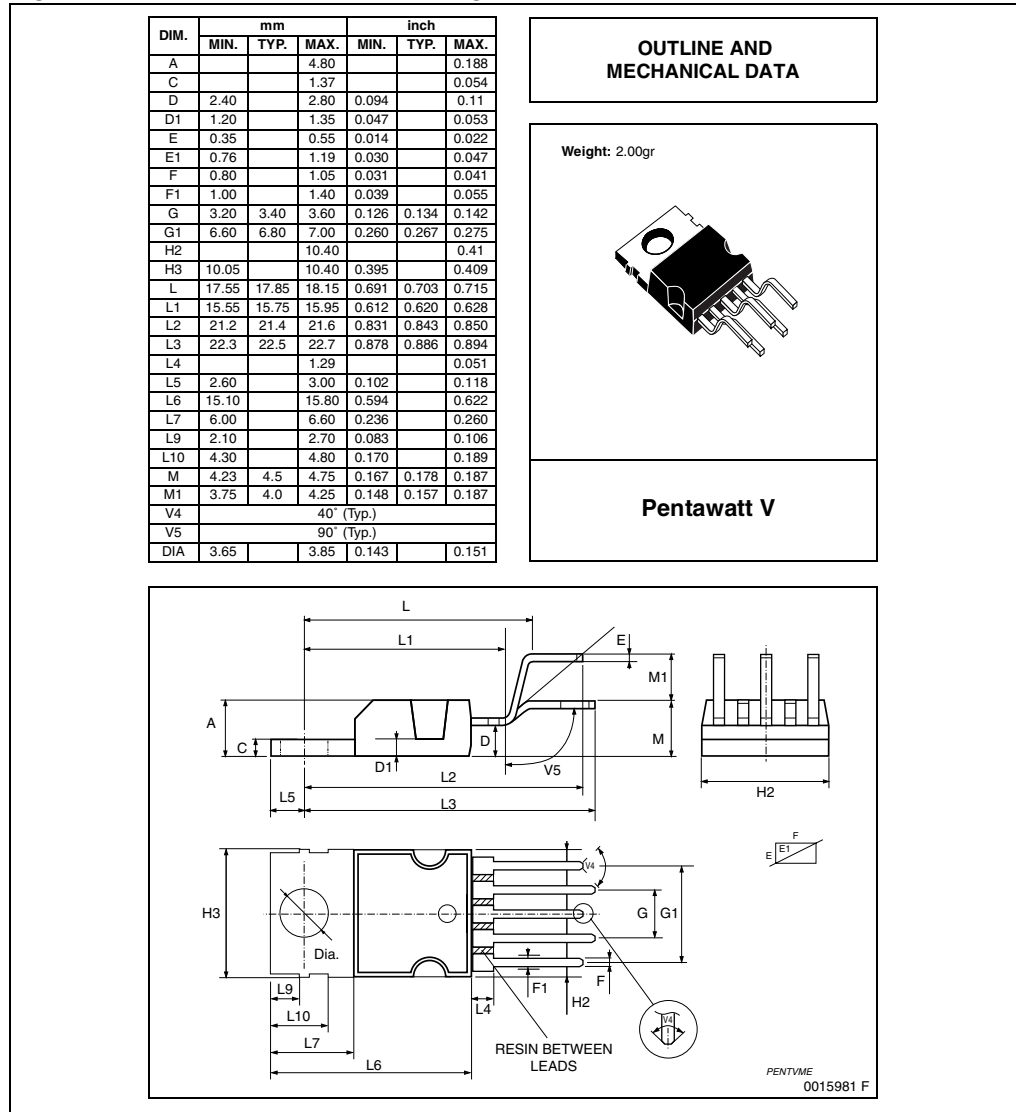 DIM. mm inch
MIN. TYP. MAX. MIN. TYP. MAX.
A 4.80 0.188
C 1.37 0.054
D 2.40 2.80 0.094 0.11
D1 1.20 1.35 0.047 0.053
E 0.35 0.55 0.014 0.022
E1 0.76 1.19 0.030 0.047
F 0.80 1.05 0.031 0.041
F1 1.00 1.40 0.039 0.055
G 3.20 3.40 3.60 0.126 0.134 0.142
G1 6.60 6.80 7.00 0.260 0.267 0.275
H2 10.40 0.41
H3 10.05 10.40 0.395 0.409
L 17.55 17.85 18.15 0.691 0.703 0.715
L1 15.55 15.75 15.95 0.612 0.620 0.628
L2 21.2 21.4 21.6 0.831 0.843 0.850
L3 22.3 22.5 22.7 0.878 0.886 0.894
L4 1.29 0.051
L5 2.60 3.00 0.102 0.118
L6 15.10 15.80 0.594 0.622
L7 6.00 6.60 0.236 0.260
L9 2.10 2.70 0.083 0.106
L10 4.30 4.80 0.170 0.189
M 4.23 4.5 4.75 0.167 0.178 0.187
M1 3.75 4.0 4.25 0.148 0.157 0.187
V4 40˚ (Typ.)
V5 90˚ (Typ.)
DIA 3.65 3.85 0.143 0.151
OUTLINE AND
MECHANICAL DATA
Weight: 2.00gr
Pentawatt V
L
L1
E
M1
A
M
C
D
D1
V5
L2
L5
L3
H2
F
E E1
V4
H3
G G1
Dia.
L9
L4
F1
F
H2
L10
V4
L7
RESIN BETWEEN
LEADS
L6
PENTVME
0015981 F